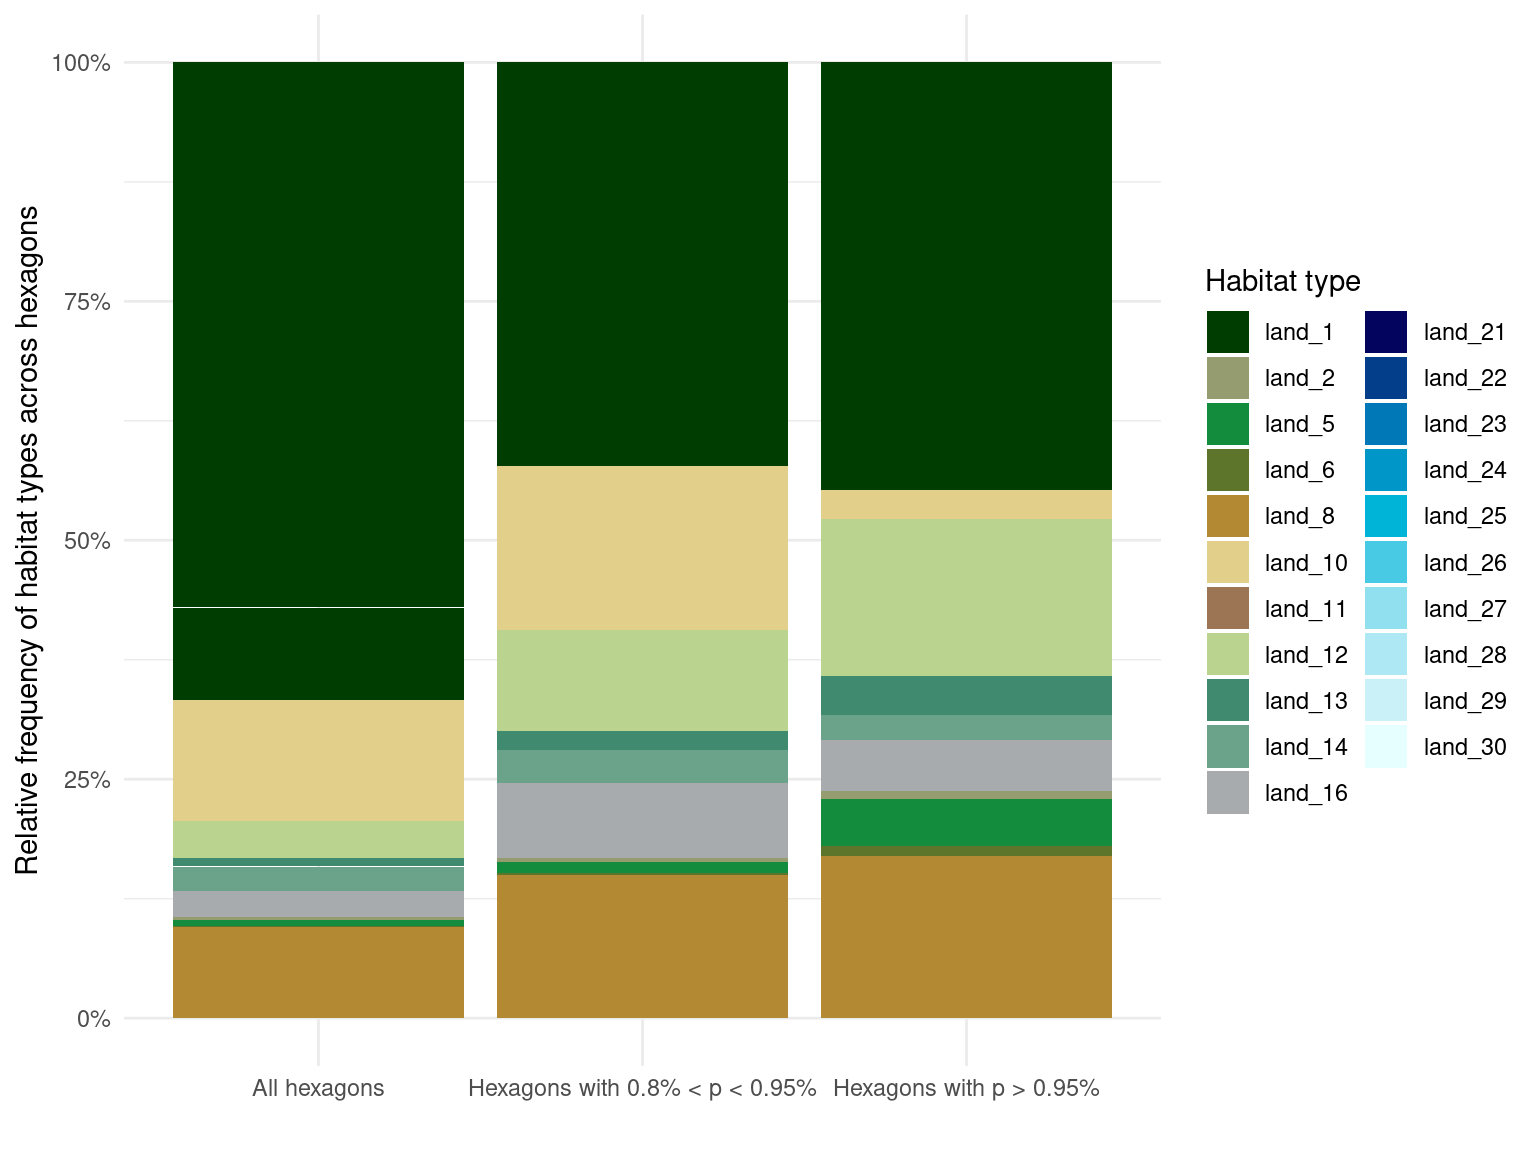 Relative frequency of habitat types across hexagons
100%
75%
50%
25%
0%
All hexagons
Hexagons with 0.8% < p < 0.95%
Hexagons with p > 0.95%
Habitat type
land_1
land_2
land_5
land_6
land_8
land_10
land_11
land_12
land_13
land_14
land_16
land_21
land_22
land_23
land_24
land_25
land_26
land_27
land_28
land_29
land_30